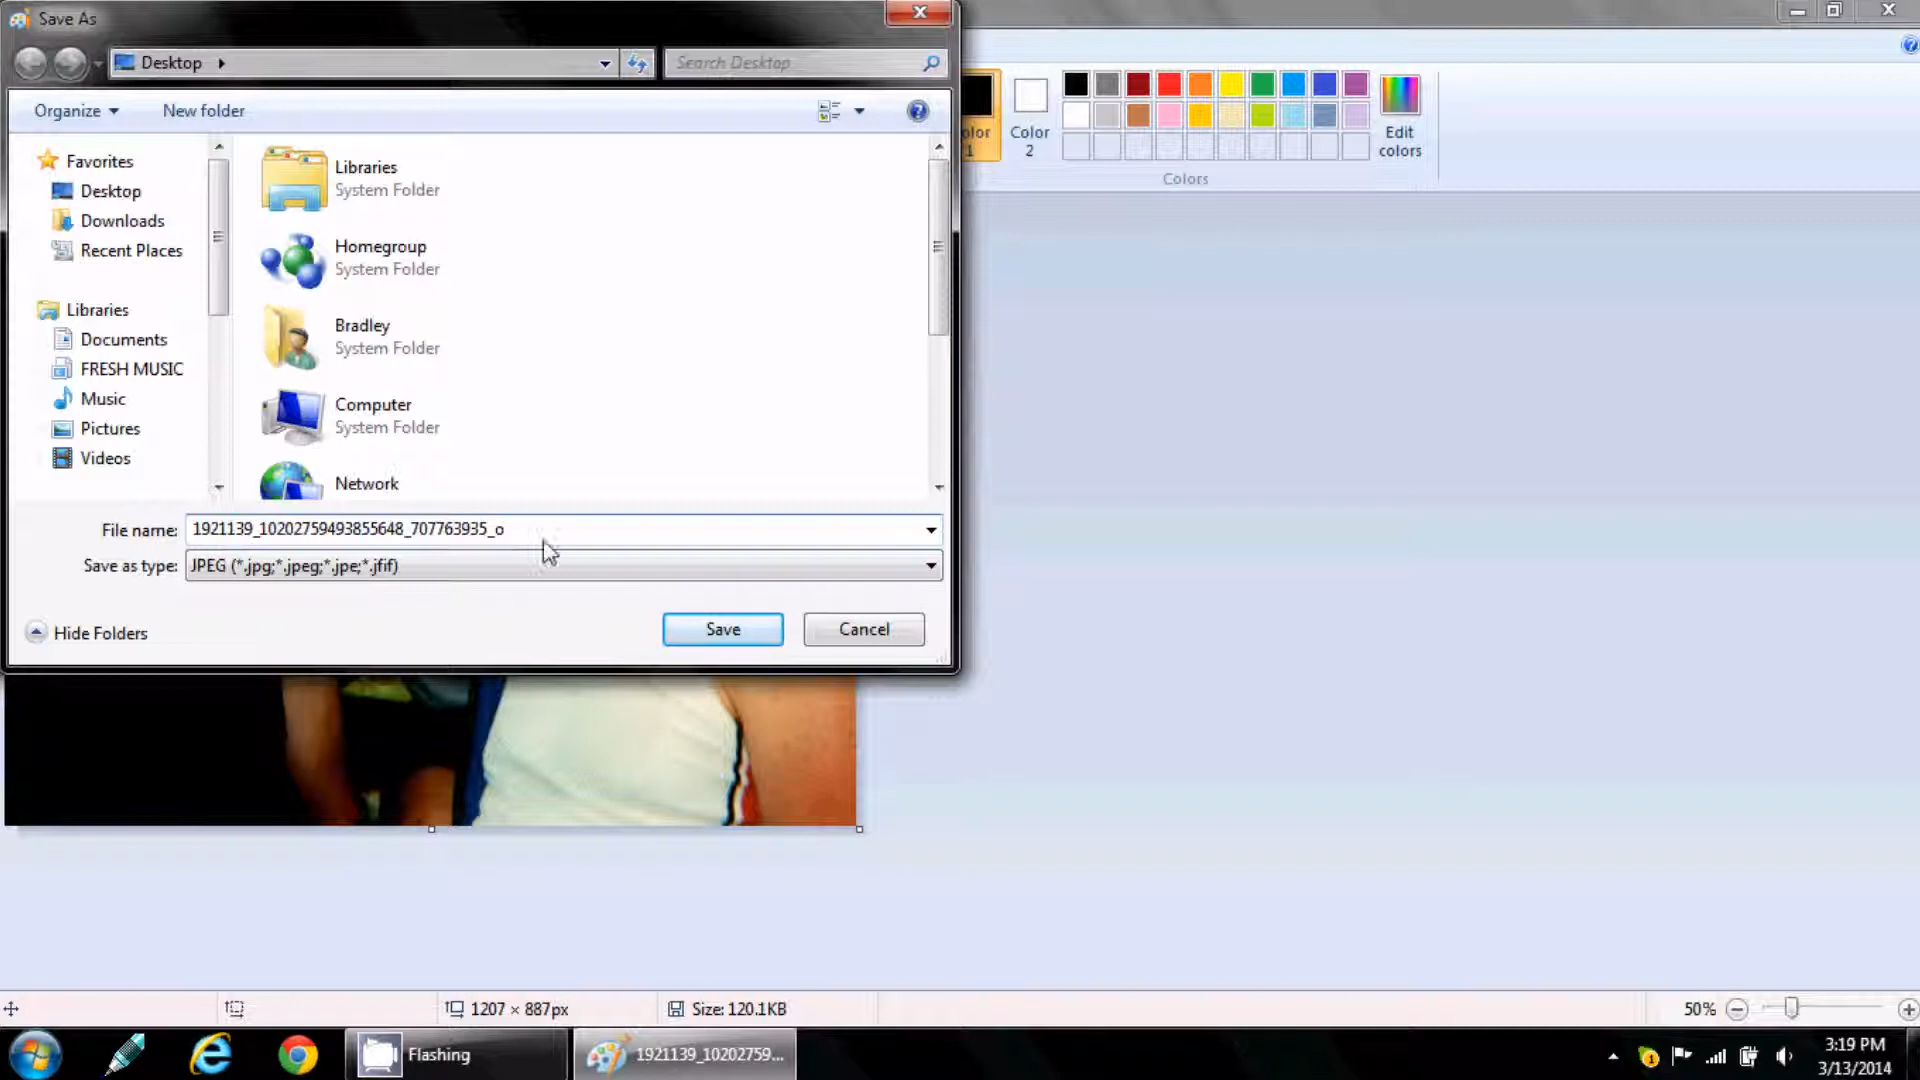 Save As
Desktop
Search Desktop
Organize
New folder
Favorites
Desktop
Downloads
Recent Places
Libraries
Documents
FRESH MUSIC
Music
Pictures
Videos
Libraries
System Folder
Homegroup
System Folder
Bradley
System Folder
Computer
System Folder
Network
File name: 1921139_10202759493855648_707763935_o
Save as type: JPEG (*.jpg;*.jpeg;*.jpe;*.jfif)
Hide Folders
Save
Cancel
olor
1
Color
2
Edit
colors
Colors
1207 × 887px
Size: 120.1KB
50%
Flashing
1921139_10202759...
3:19 PM
3/13/2014